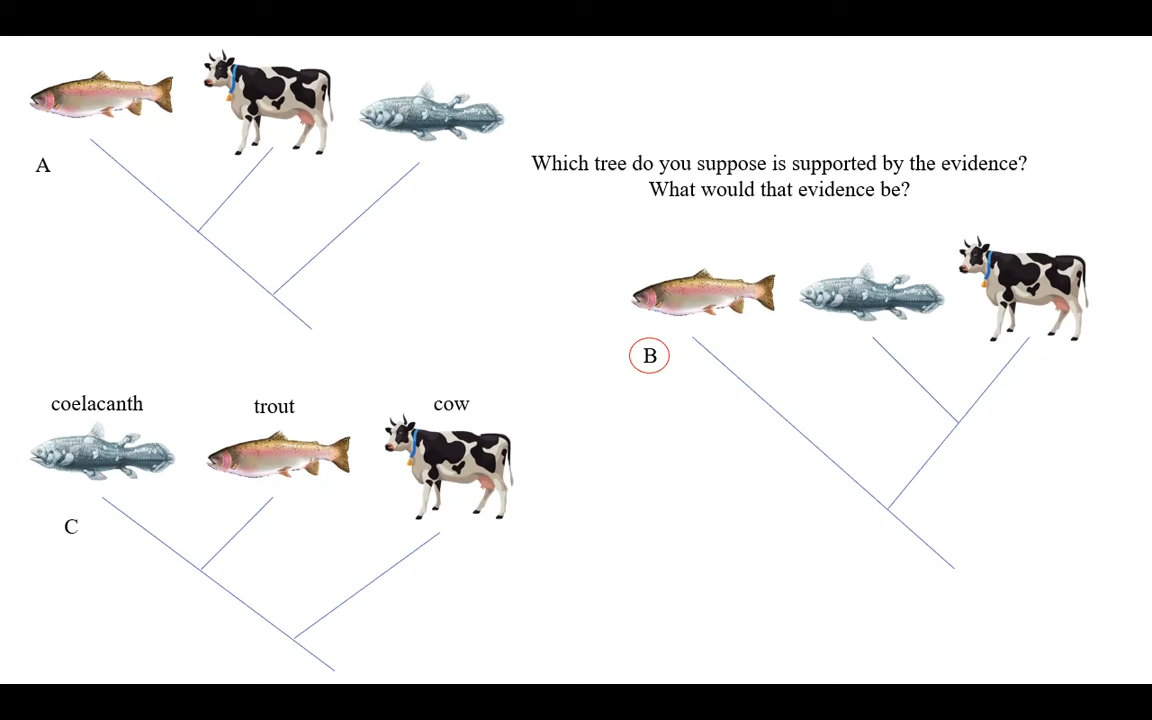 A
Which tree do you suppose is supported by the evidence?
What would that evidence be?
B
coelacanth trout cow
C